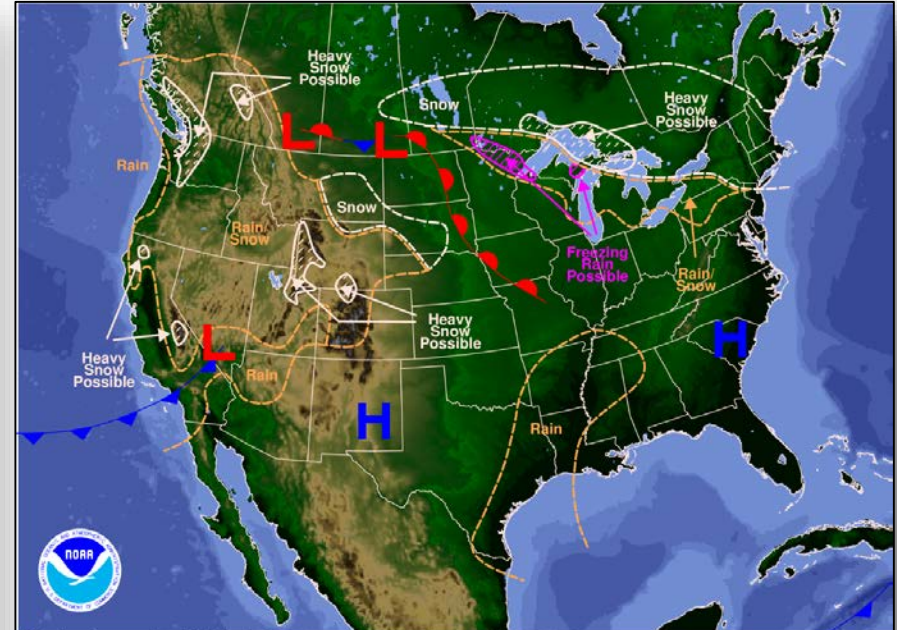 Heavy
Snow
Possible
Snow
Heavy
Snow
Possible
Rain
Snow
Rain/
Snow
Freezing
Rain
Possible
Rain/
Snow
Heavy
Snow
Possible
Heavy
Snow
Possible
Rain
Rain
L
L
L
H
H
NOAA